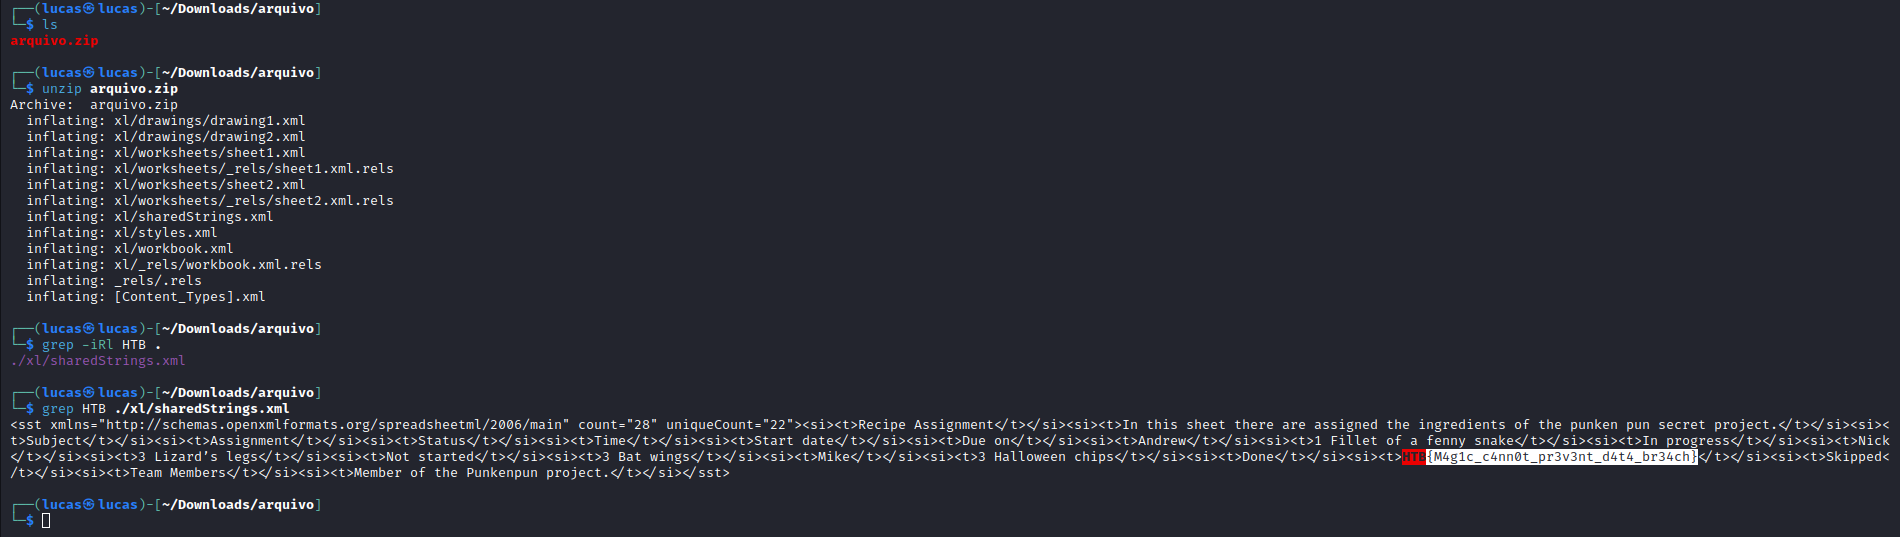 ┌──(lucas㉿lucas)-[~/Downloads/arquivo]
└─$ ls
arquivo.zip
┌──(lucas㉿lucas)-[~/Downloads/arquivo]
└─$ unzip arquivo.zip
Archive:  arquivo.zip
  inflating: xl/drawings/drawing1.xml
  inflating: xl/drawings/drawing2.xml
  inflating: xl/worksheets/sheet1.xml
  inflating: xl/worksheets/_rels/sheet1.xml.rels
  inflating: xl/worksheets/sheet2.xml
  inflating: xl/worksheets/_rels/sheet2.xml.rels
  inflating: xl/sharedStrings.xml
  inflating: xl/styles.xml
  inflating: xl/workbook.xml
  inflating: xl/_rels/workbook.xml.rels
  inflating: _rels/.rels
  inflating: [Content_Types].xml
┌──(lucas㉿lucas)-[~/Downloads/arquivo]
└─$ grep -iRl HTB .
./xl/sharedStrings.xml
┌──(lucas㉿lucas)-[~/Downloads/arquivo]
└─$ grep HTB ./xl/sharedStrings.xml
<sst xmlns="http://schemas.openxmlformats.org/spreadsheetml/2006/main" count="28" uniqueCount="22"><si><t>Recipe Assignment</t></si><si><t>In this sheet there are assigned the ingredients of the punken pun secret project.</t></si><si><
t>Subject</t></si><si><t>Assignment</t></si><si><t>Status</t></si><si><t>Time</t></si><si><t>Start date</t></si><si><t>Due on</t></si><si><t>Andrew</t></si><si><t>1 Fillet of a fenny snake</t></si><si><t>In progress</t></si><si><t>Nick
</t></si><si><t>3 Lizard’s legs</t></si><si><t>Not started</t></si><si><t>3 Bat wings</t></si><si><t>Mike</t></si><si><t>3 Halloween chips</t></si><si><t>Done</t></si><si><t>HTB{M4g1c_c4nn0t_pr3v3nt_d4t4_br34ch}</t></si><si><t>Skipped<
/t></si><si><t>Team Members</t></si><si><t>Member of the Punkenpun project.</t></si></sst>
┌──(lucas㉿lucas)-[~/Downloads/arquivo]
└─$